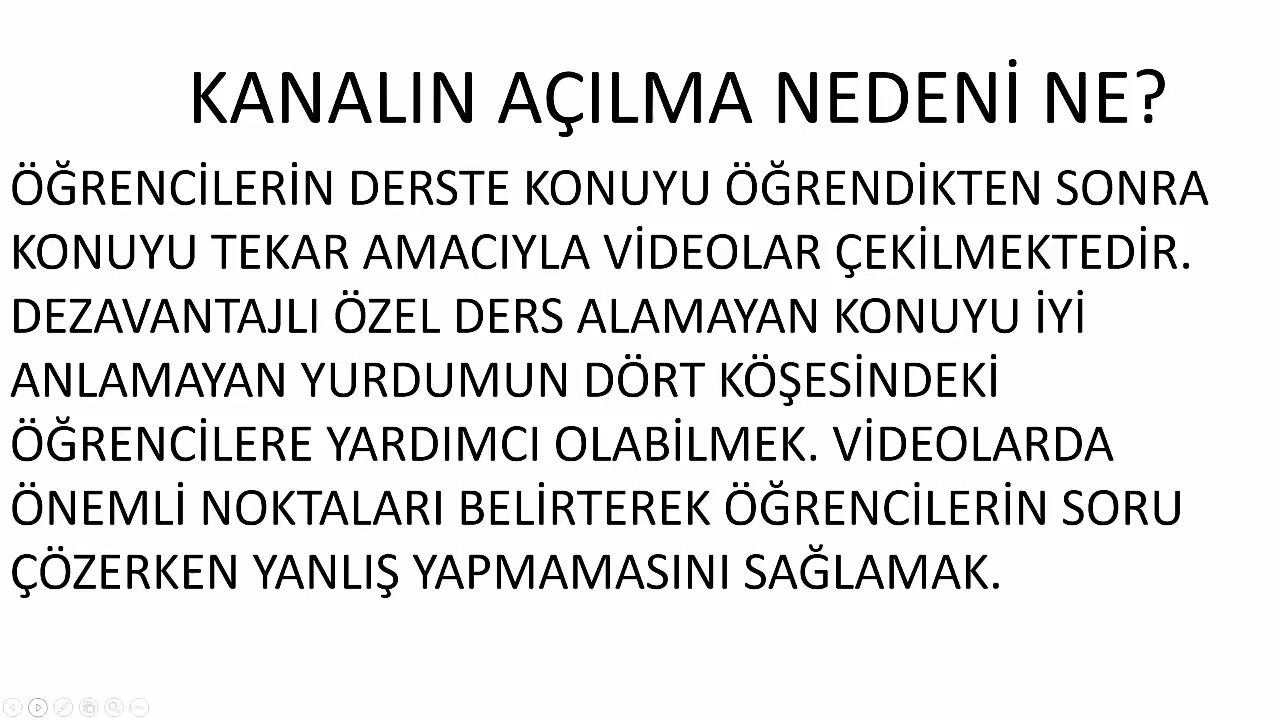 KANALIN AÇILMA NEDENİ NE?
ÖĞRENCİLERİN DERSTE KONUYU ÖĞRENDİKTEN SONRA
KONUYU TEKAR AMACIYLA VİDEOLAR ÇEKİLMEKTEDİR.
DEZAVANTAJLI ÖZEL DERS ALAMAYAN KONUYU İYİ
ANLAMAYAN YURDUMUN DÖRT KÖŞESİNDEKİ
ÖĞRENCİLERE YARDIMCI OLABİLMEK. VİDEOLARDA
ÖNEMLİ NOKTALARI BELİRTEREK ÖĞRENCİLERİN SORU
ÇÖZERKEN YANLIŞ YAPMAMASINI SAĞLAMAK.